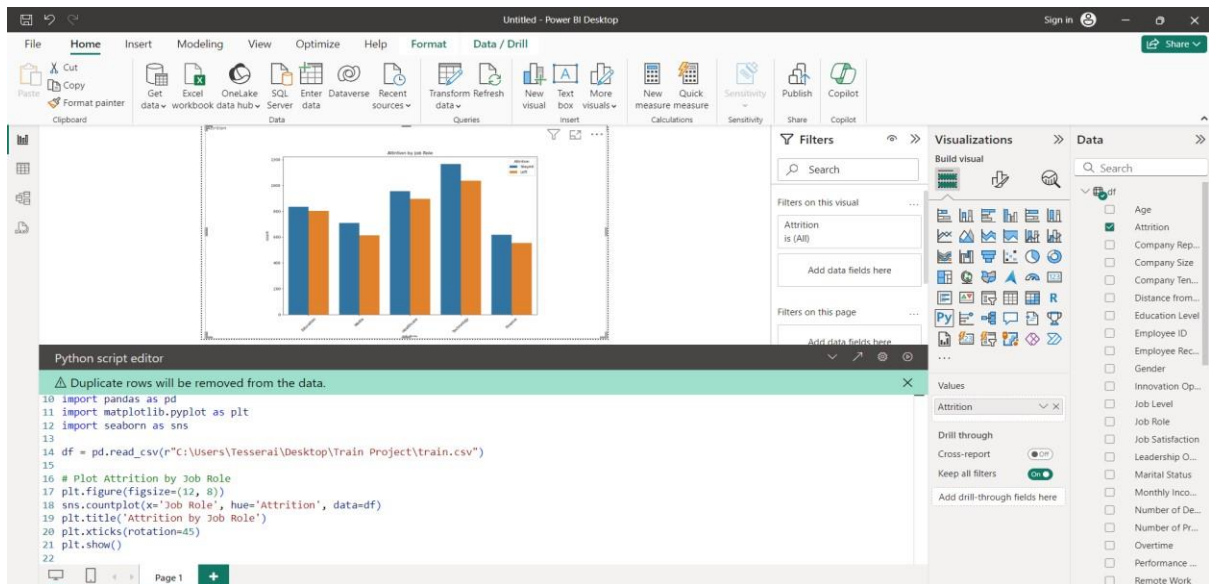 Untitled - Power BI Desktop
Sign in
File Home Insert Modeling View Optimize Help Format Data / Drill
Share
Paste
Cut
Copy
Format painter
Get data
Excel workbook
OneLake data hub
SQL Server
Enter data
Dataverse
Recent sources
Transform data
Refresh
New visual
Text box
More visuals
New measure
Quick measure
Sensitivity
Publish
Copilot
Clipboard
Data
Queries
Insert
Calculations
Sensitivity
Share
Copilot
Attrition by Job Role
Attrition
Stayed
Left
count
Education
Media
Healthcare
Technology
Finance
Filters
Search
Filters on this visual
...
Attrition
is (All)
Add data fields here
Filters on this page
...
Add data fields here
Visualizations
Build visual
R
Py
...
Values
Attrition
Drill through
Cross-report
Off
Keep all filters
On
Add drill-through fields here
Data
Search
df
Age
Attrition
Company Rep...
Company Size
Company Ten...
Distance from...
Education Level
Employee ID
Employee Rec...
Gender
Innovation Op...
Job Level
Job Role
Job Satisfaction
Leadership O...
Marital Status
Monthly Inco...
Number of De...
Number of Pr...
Overtime
Performance ...
Remote Work
Python script editor
Duplicate rows will be removed from the data.
10 import pandas as pd
11 import matplotlib.pyplot as plt
12 import seaborn as sns
13
14 df = pd.read_csv(r"C:\Users\Tesserai\Desktop\Train Project\train.csv")
15
16 # Plot Attrition by Job Role
17 plt.figure(figsize=(12, 8))
18 sns.countplot(x='Job Role', hue='Attrition', data=df)
19 plt.title('Attrition by Job Role')
20 plt.xticks(rotation=45)
21 plt.show()
22
Page 1